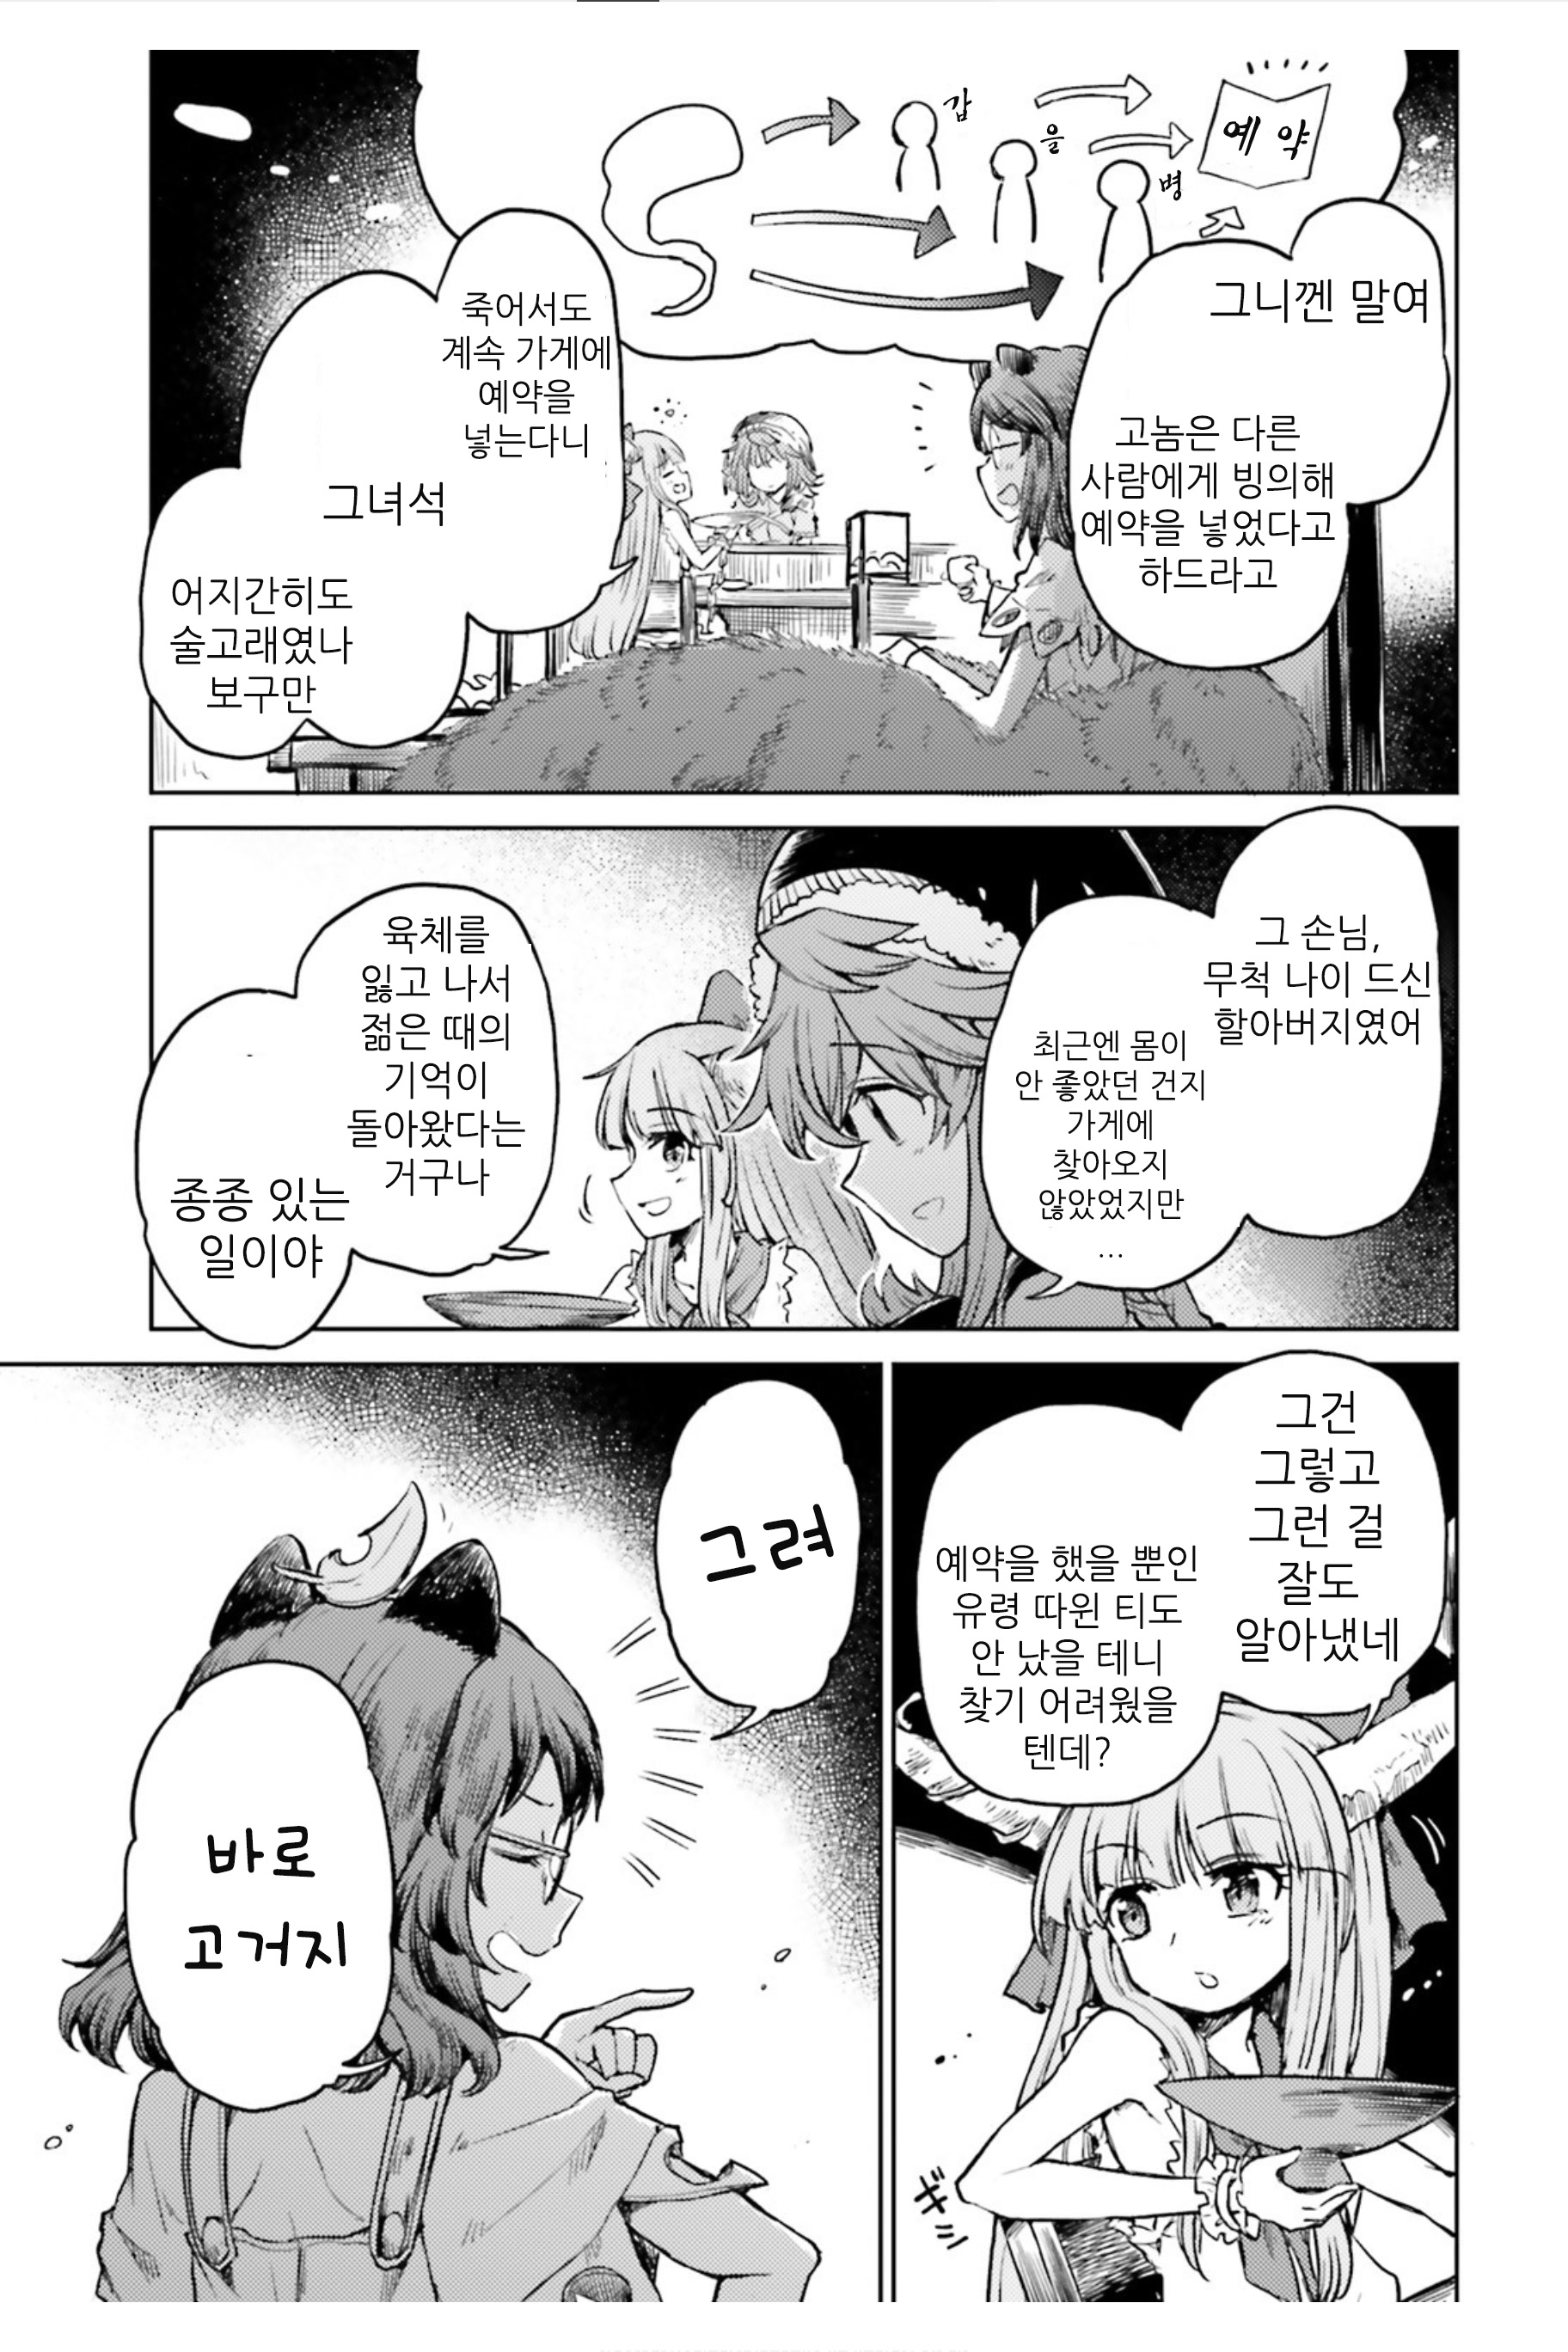 갑
을
병
예약
그니껜 말여
고놈은 다른
사람에게 빙의해
예약을 넣었다고
하드라고
죽어서도
계속 가게에
예약을
넣는다니
그녀석
어지간히도
술고래였나
보구만
그 손님,
무척 나이 드신
할아버지였어
최근엔 몸이
안 좋았던 건지
가게에
찾아오지
않았었지만
...
육체를
잃고 나서
젊은 때의
기억이
돌아왔다는
거구나
종종 있는
일이야
그건
그렇고
그런 걸
잘도
알아냈네
예약을 했을 뿐인
유령 따윈 티도
안 났을 테니
찾기 어려웠을
텐데?
ギシ
그려
바로
고거지